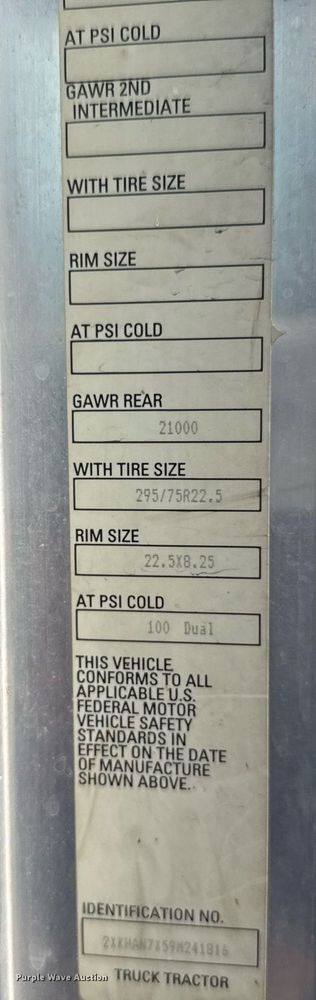 AT PSI COLD
GAWR 2ND
INTERMEDIATE
WITH TIRE SIZE
RIM SIZE
AT PSI COLD
GAWR REAR
21000
WITH TIRE SIZE
295/75R22.5
RIM SIZE
22.5X8.25
AT PSI COLD
100 Dual
THIS VEHICLE
CONFORMS TO ALL
APPLICABLE U.S.
FEDERAL MOTOR
VEHICLE SAFETY
STANDARDS IN
EFFECT ON THE DATE
OF MANUFACTURE
SHOWN ABOVE.
IDENTIFICATION NO.
TRUCK TRACTOR
Purple Wave Auction